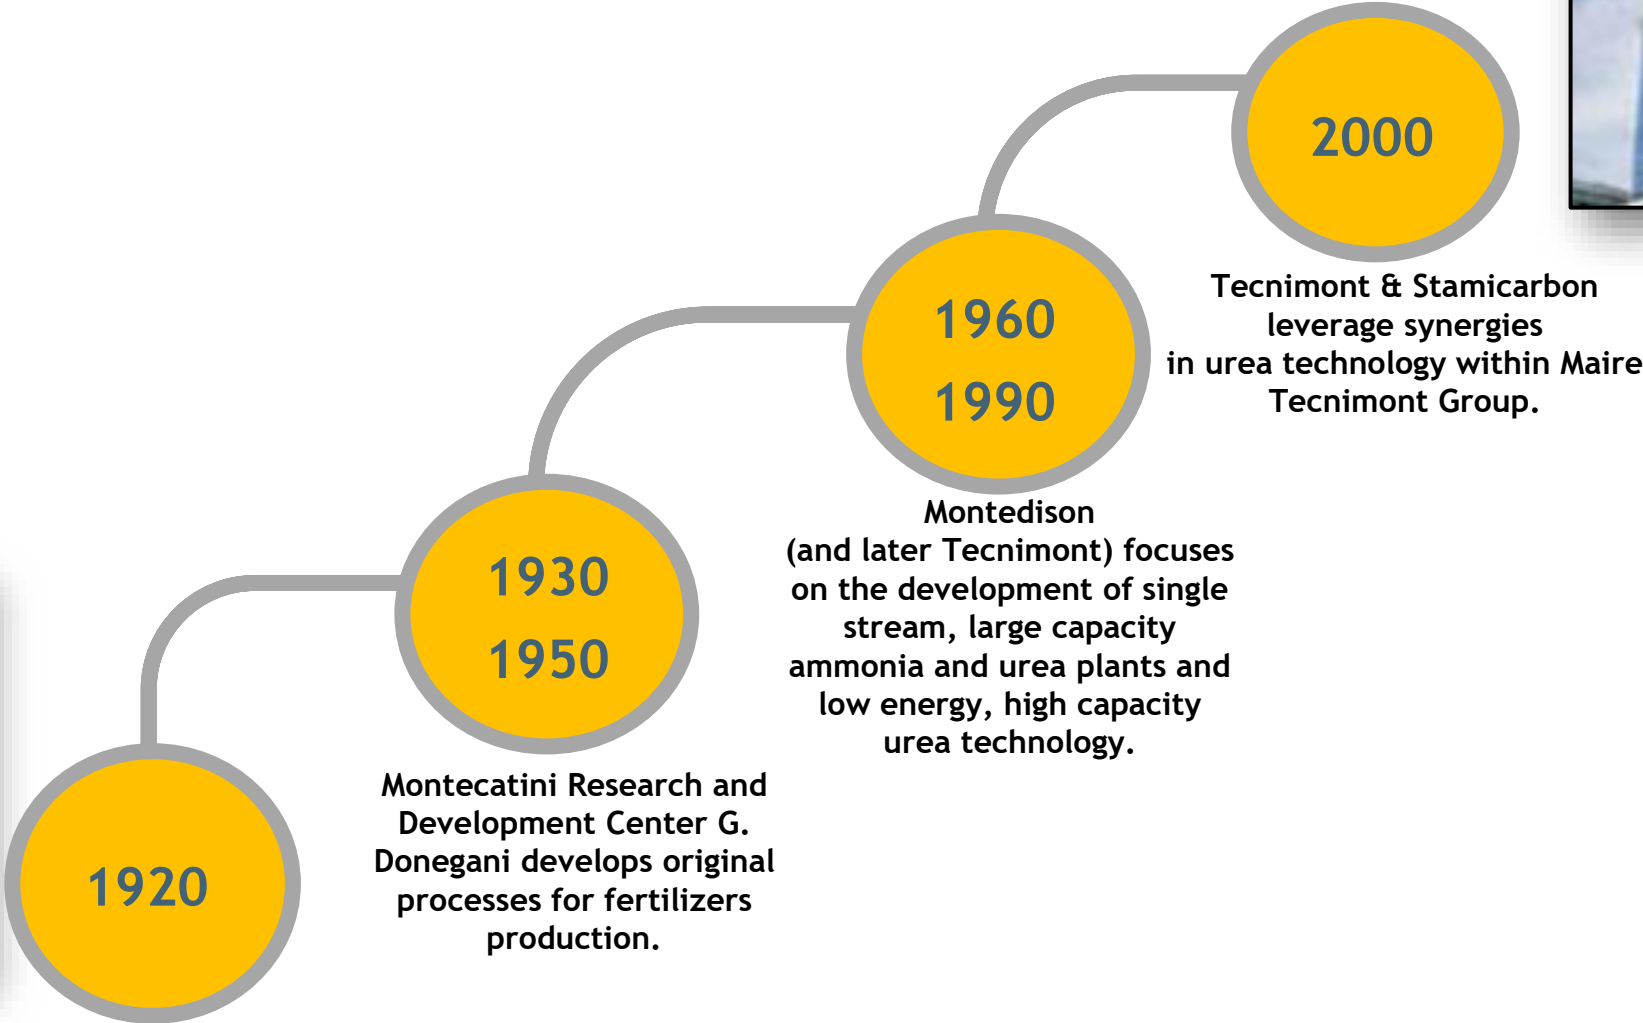 2000
Tecnimont & Stamicarbon
leverage synergies
in urea technology within Maire
Tecnimont Group.
1960
1990
Montedison
(and later Tecnimont) focuses
on the development of single
stream, large capacity
ammonia and urea plants and
low energy, high capacity
urea technology.
1930
1950
Montecatini Research and
Development Center G.
Donegani develops original
processes for fertilizers
production.
1920